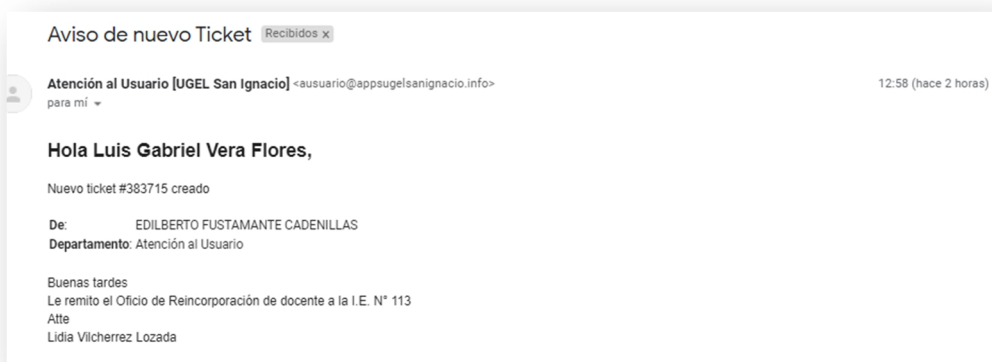 Aviso de nuevo Ticket Recibidos x
Atención al Usuario [UGEL San Ignacio] <ausuario@appsugelsanignacio.info> 12:58 (hace 2 horas)
para mí
Hola Luis Gabriel Vera Flores,
Nuevo ticket #383715 creado
De: EDILBERTO FUSTAMANTE CADENILLAS
Departamento: Atención al Usuario
Buenas tardes
Le remito el Oficio de Reincorporación de docente a la I.E. N° 113
Atte
Lidia Vilcherrez Lozada